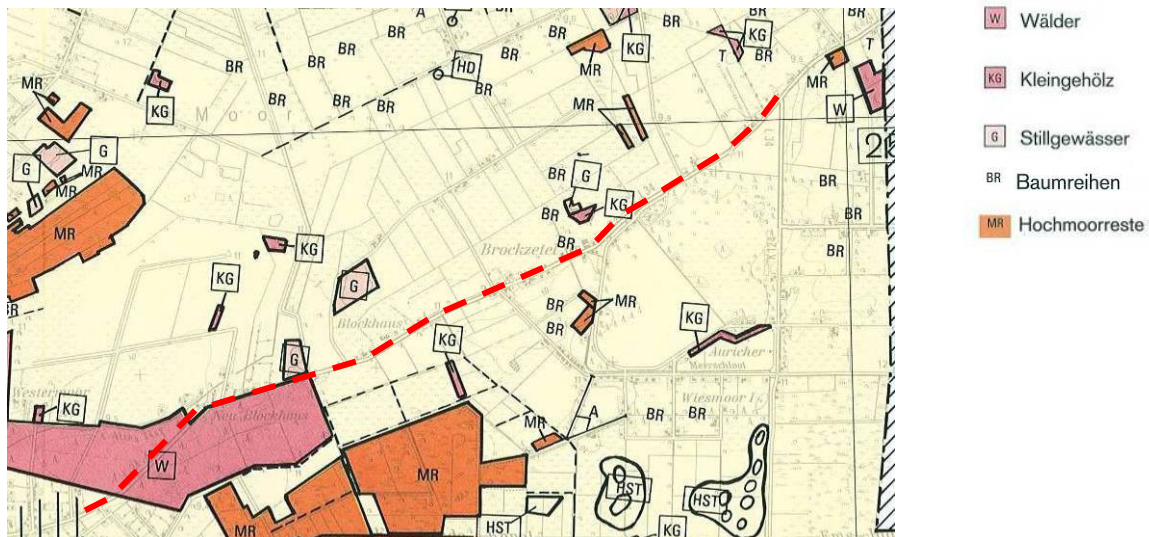 BR
A
BR
BR
KG
KG
BR
T
BR
BR
T
BR
HD
MR
MR
BR
BR
BR
BR
BR
BR
BR
KG
Moor
MR
MR
W
G
G
MR
BR
G
BR
KG
BR
BR
BR
MR
KG
BR
Brockzetel
BR
KG
G
BR
MR
KG
BR
BR
Blockhaus
KG
G
Auricher
Wiesmoor I
Westermoor
KG
Neu Blockhaus
A
BR
BR
MR
W
MR
HST
HST
MR
HST
KG
W Wälder
KG Kleingehölz
G Stillgewässer
BR Baumreihen
MR Hochmoorreste